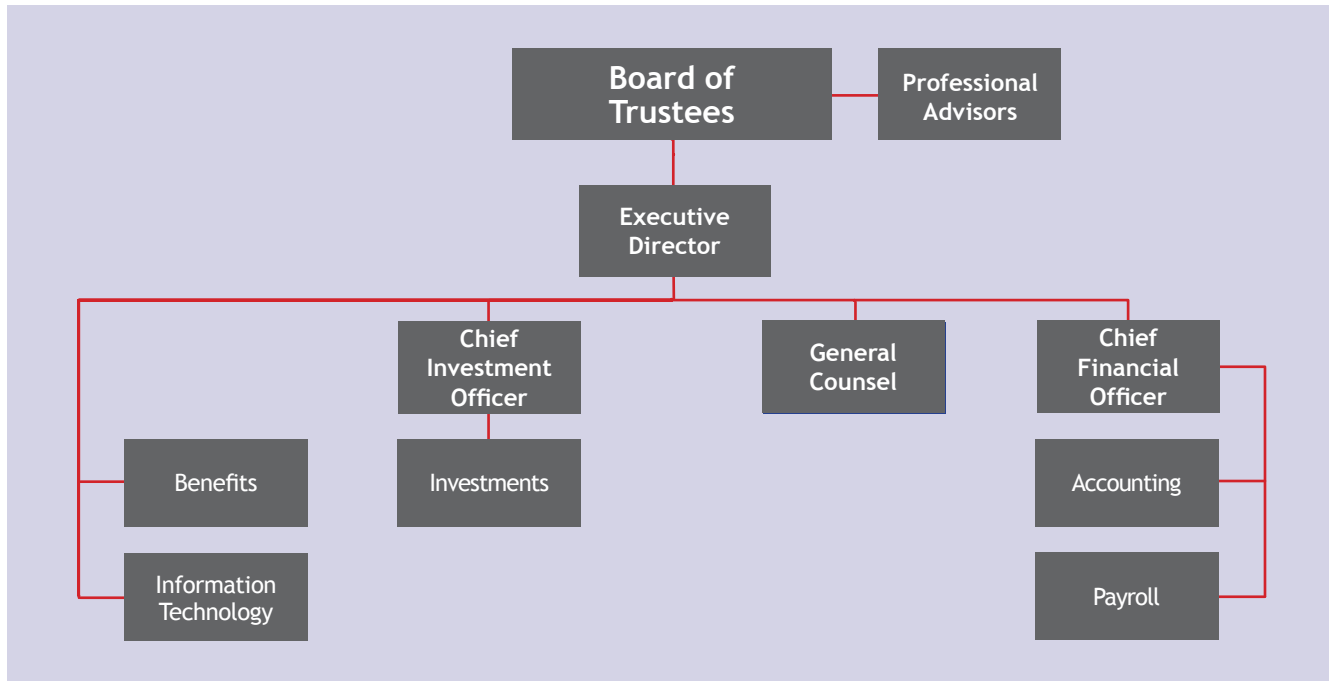 Board of
Trustees
Professional
Advisors
Executive
Director
Chief
Investment
Officer
General
Counsel
Chief
Financial
Officer
Benefits
Investments
Accounting
Information
Technology
Payroll